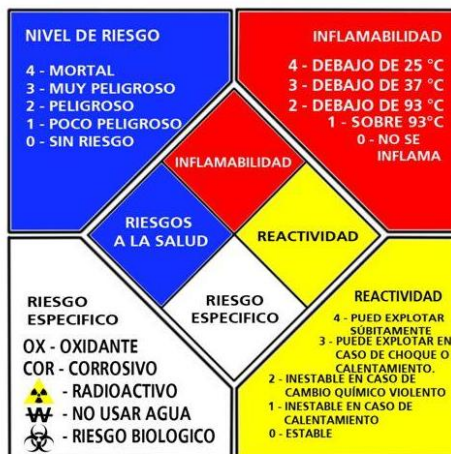 NIVEL DE RIESGO
4 - MORTAL
3 - MUY PELIGROSO
2 - PELIGROSO
1 - POCO PELIGROSO
0 - SIN RIESGO
INFLAMABILIDAD
4 - DEBAJO DE 25 °C
3 - DEBAJO DE 37 °C
2 - DEBAJO DE 93 °C
1 - SOBRE 93°C
0 - NO SE
INFLAMA
INFLAMABILIDAD
RIESGOS
A LA SALUD
REACTIVIDAD
RIESGO
ESPECIFICO
RIESGO
ESPECIFICO
OX - OXIDANTE
COR - CORROSIVO
- RADIOACTIVO
W - NO USAR AGUA
- RIESGO BIOLOGICO
REACTIVIDAD
4 - PUED EXPLOTAR
SÚBITAMENTE
3 - PUEDE EXPLOTAR EN
CASO DE CHOQUE O
CALENTAMIENTO.
2 - INESTABLE EN CASO DE
CAMBIO QUÍMICO VIOLENTO
1 - INESTABLE EN CASO DE
CALENTAMIENTO
0 - ESTABLE